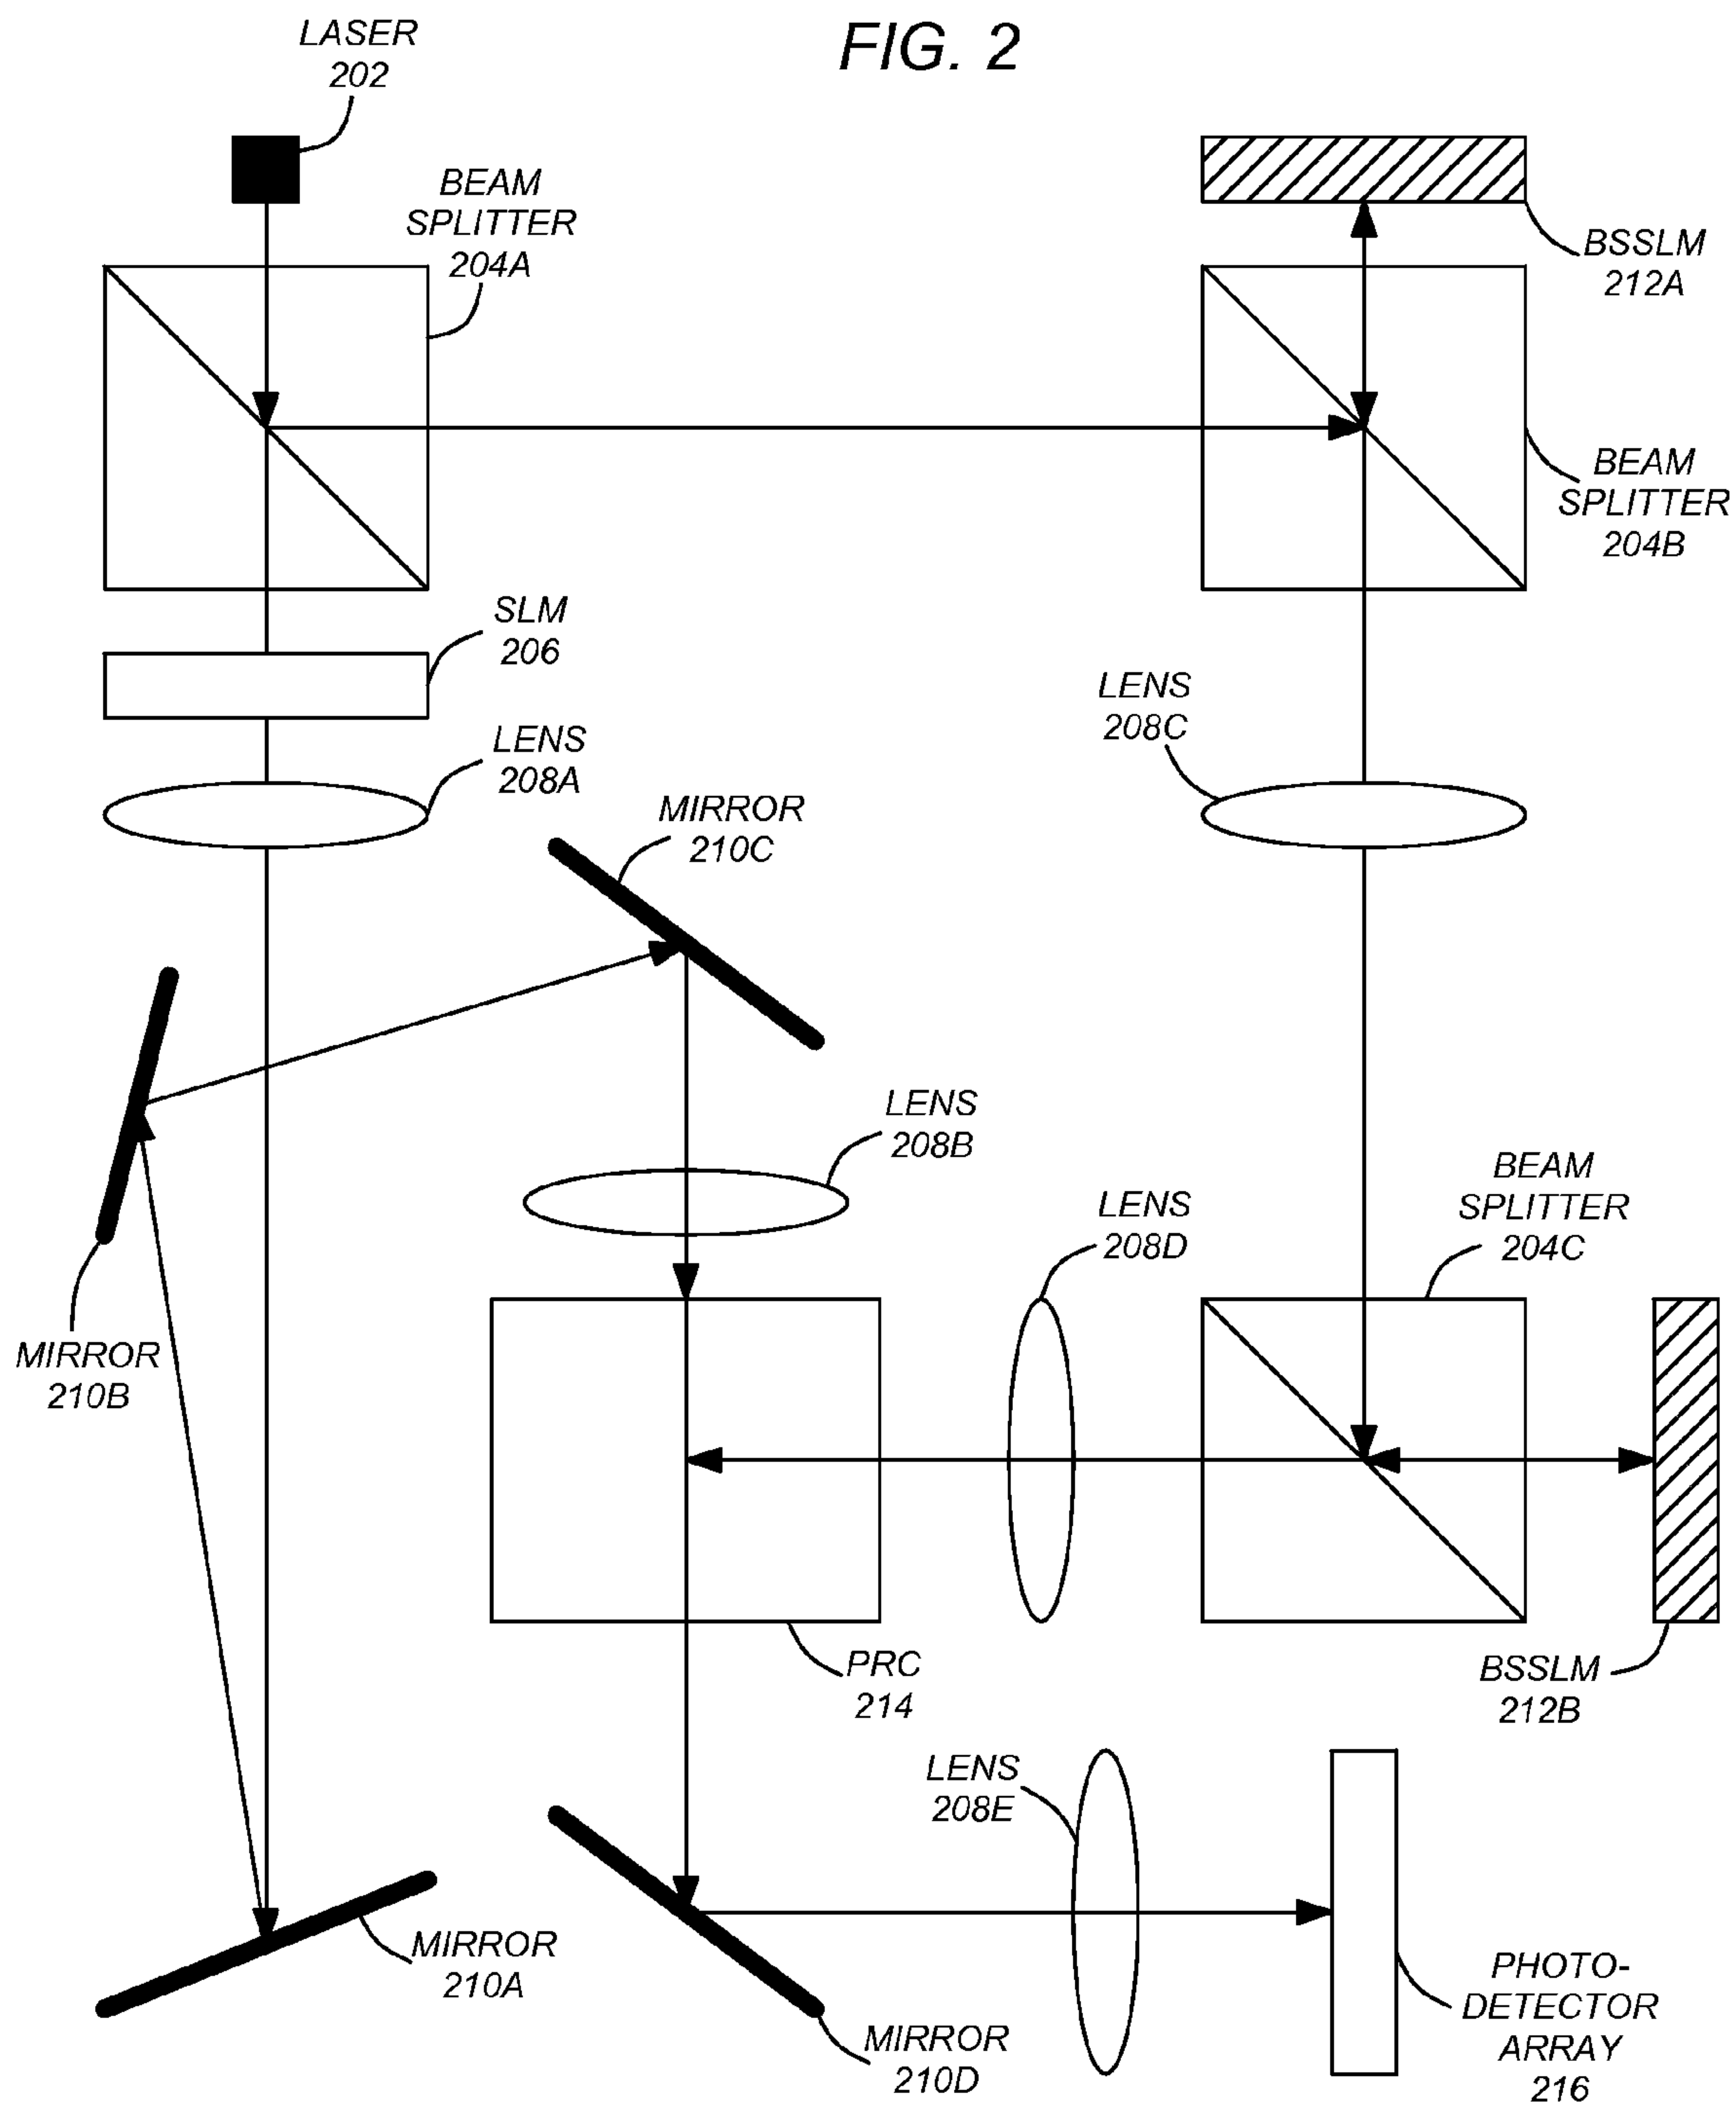 FIG. 2
LASER
202
BEAM
SPLITTER
204A
BSSLM
212A
BEAM
SPLITTER
204B
SLM
206
LENS
208A
LENS
208C
MIRROR
210C
LENS
208B
BEAM
SPLITTER
204C
LENS
208D
MIRROR
210B
PRC
214
BSSLM
212B
LENS
208E
MIRROR
210A
PHOTO-
DETECTOR
ARRAY
216
MIRROR
210D